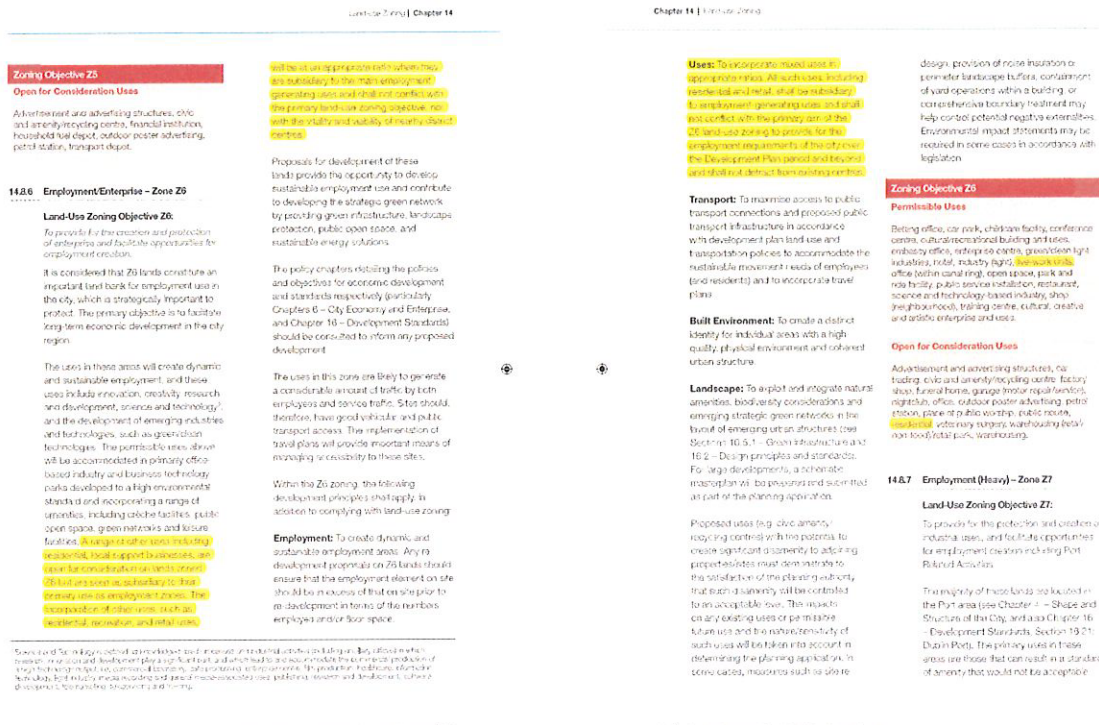 Land-use Zoning | Chapter 14
Zoning Objective Z5
Open for Consideration Uses
Advertisement and advertising structures, civic
and amenity/recycling centre, financial institution,
household fuel depot, outdoor poster advertising,
petrol station, transport depot.
14.8.6 Employment/Enterprise – Zone Z6
Land-Use Zoning Objective Z6:
To provide for the creation and protection
of enterprise and facilitate opportunities for
employment creation.
It is considered that Z6 lands constitute an
important land bank for employment use in
the city, which is strategically important to
protect. The primary objective is to facilitate
long-term economic development in the city
region.
The uses in these areas will create dynamic
and sustainable employment, and these
uses include innovation, creativity, research
and development, science and technology
and the development of emerging industries
and technologies, such as green/clean
technologies. The permissible uses above
will be accommodated in primarily office-
based industry and business technology
parks developed to a high environmental
standard and incorporating a range of
amenities, including crèche facilities, public
open space, green networks and leisure
facilities. A range of other uses including
residential, local support businesses, are
open for consideration on lands zoned
Z6 but are seen as subsidiary to their
primary use as employment zones. The
incorporation of other uses, such as
residential, recreation, and retail uses,
will be at an appropriate ratio where they
are subsidiary to the main employment
generating uses and shall not conflict with
the primary land-use zoning objective, nor
with the vitality and viability of nearby district
centres.
Proposals for development of these
lands provide the opportunity to develop
sustainable employment use and contribute
to developing the strategic green network
by providing green infrastructure, landscape
protection, public open space, and
sustainable energy solutions.
The policy chapters detailing the policies
and objectives for economic development
and standards respectively (particularly
Chapters 6 – City Economy and Enterprise,
and Chapter 16 – Development Standards)
should be consulted to inform any proposed
development
The uses in this zone are likely to generate
a considerable amount of traffic by both
employees and service traffic. Sites should,
therefore, have good vehicular and public
transport access. The implementation of
travel plans will provide important means of
managing accessibility to these sites.
Within the Z6 zoning, the following
development principles shall apply, in
addition to complying with land-use zoning:
Employment: To create dynamic and
sustainable employment areas. Any re
development proposals on Z6 lands should
ensure that the employment element on site
should be in excess of that on site prior to
re-development in terms of the numbers
employed and/or floor space.
Chapter 14 | Land-use Zoning
Uses: To incorporate mixed uses in
appropriate ratios. All such uses, including
residential and retail, shall be subsidiary
to employment generating uses and shall
not conflict with the primary aim of the
Z6 land-use zoning to provide for the
employment requirements of the city over
the Development Plan period and beyond
and shall not detract from existing centres.
Transport: To maximise access to public
transport connections and proposed public
transport infrastructure in accordance
with development plan land-use and
transportation policies to accommodate the
sustainable movement needs of employees
(and residents) and to incorporate travel
plans
Built Environment: To create a distinct
identity for individual areas with a high
quality, physical environment and coherent
urban structure.
Landscape: To exploit and integrate natural
amenities, biodiversity considerations and
emerging strategic green networks in the
layout of emerging urban structures (see
Section 10.5.1 – Green Infrastructure and
16.2 – Design principles and standards.
For large developments, a schematic
masterplan will be prepared and submitted
as part of the planning application.
Proposed uses (e.g. civic amenity/
recycling centres) with the potential to
create significant disamenity to adjoining
properties/sites must demonstrate to
the satisfaction of the planning authority
that such disamenity will be controlled
to an acceptable level. The impacts
on any existing uses or permissible
future use and the nature/sensitivity of
such uses will be taken into account in
determining the planning application. In
some cases, measures such as site re
design, provision of noise insulation or
perimeter landscape buffers, containment
of yard operations within a building, or
comprehensive boundary treatment may
help control potential negative externalities.
Environmental impact statements may be
required in some cases in accordance with
legislation
Zoning Objective Z6
Permissible Uses
Betting office, car park, childcare facility, conference
centre, cultural/recreational building and uses,
embassy office, enterprise centre, green/clean light
industries, hotel, industry (light), live-work units,
office (within canal ring), open space, park and
ride facility, public service installation, restaurant,
science and technology-based industry, shop
(neighbourhood), training centre, cultural, creative
and artistic enterprise and uses.
Open for Consideration Uses
Advertisement and advertising structures, car
trading, civic and amenity/recycling centre, factory
shop, funeral home, garage (motor repair/service),
nightclub, office, outdoor poster advertising, petrol
station, place of public worship, public house,
residential, veterinary surgery, warehousing (retail/
non-food)/retail park, warehousing.
14.8.7 Employment (Heavy) – Zone Z7
Land-Use Zoning Objective Z7:
To provide for the protection and creation of
industrial uses, and facilitate opportunities
for employment creation including Port
Related Activities
The majority of these lands are located in
the Port area (see Chapter 4 – Shape and
Structure of the City, and also Chapter 16
– Development Standards, Section 16.21:
Dublin Port). The primary uses in these
areas are those that can result in a standard
of amenity that would not be acceptable